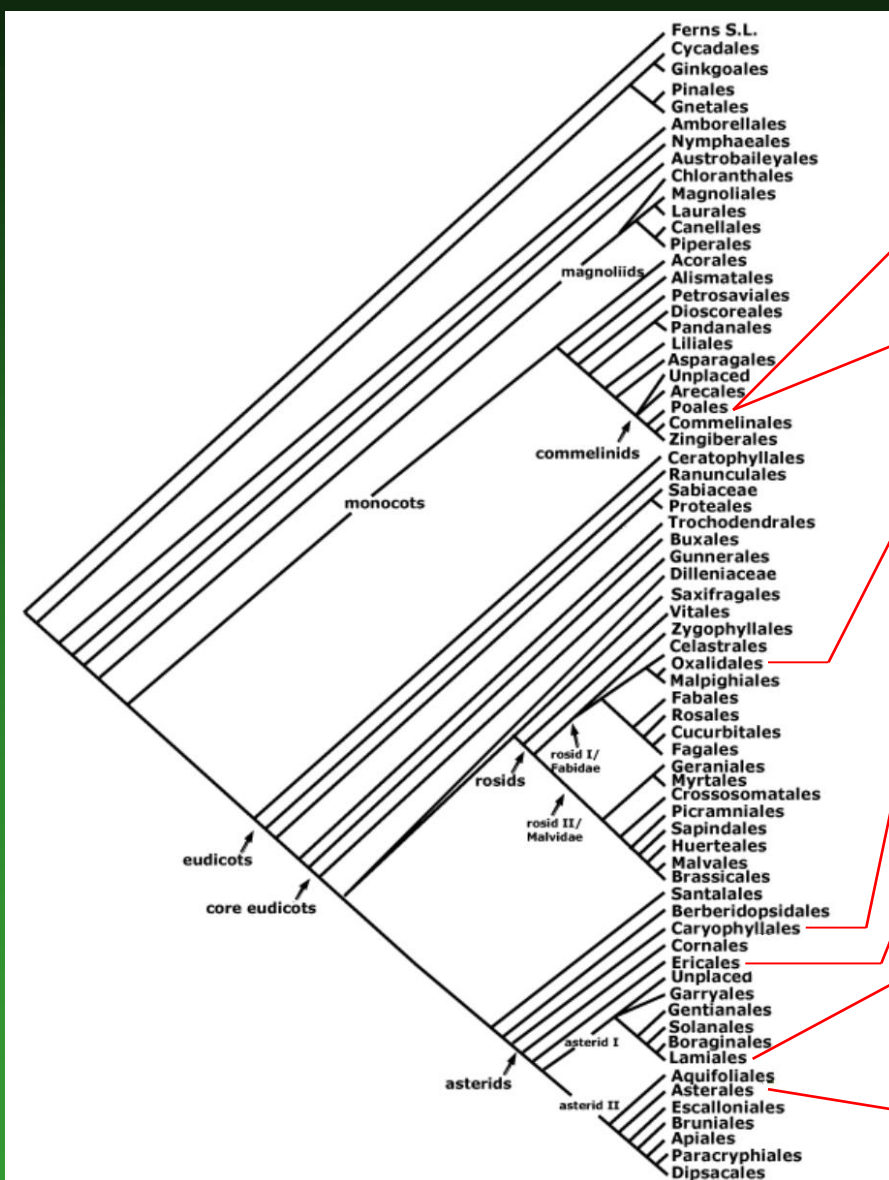 Ferns S.L.
Cycadales
Ginkgoales
Pinales
Gnetales
Amborellales
Nymphaeales
Austrobaileyales
Chloranthales
Magnoliales
Laurales
Canellales
Piperales
magnoliids
Acorales
Alismatales
Petrosaviales
Dioscoreales
Pandanales
Liliales
Asparagales
Unplaced
Arecales
Poales
Commelinales
Zingiberales
commelinids
monocots
Ceratophyllales
Ranunculales
Sabiaceae
Proteales
Trochodendrales
Buxales
Gunnerales
Dilleniaceae
Saxifragales
Vitales
Zygophyllales
Celastrales
Oxalidales
Malpighiales
Fabales
Rosales
Cucurbitales
Fagales
rosid I/
Fabidae
rosids
Geraniales
Myrtales
Crossosomatales
Picramniales
Sapindales
Huerteales
Malvales
Brassicales
rosid II/
Malvidae
eudicots
core eudicots
Santalales
Berberidopsidales
Caryophyllales
Cornales
Ericales
Unplaced
Garryales
Gentianales
Solanales
Boraginales
Lamiales
asterid I
asterids
asterid II
Aquifoliales
Asterales
Escalloniales
Bruniales
Apiales
Paracryphiales
Dipsacales